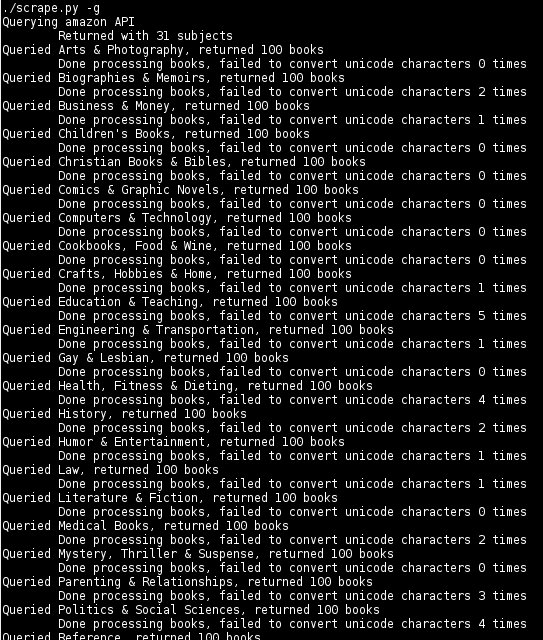 ./scrape.py -g
Querying amazon API
Returned with 31 subjects
Queried Arts & Photography, returned 100 books
Done processing books, failed to convert unicode characters 0 times
Queried Biographies & Memoirs, returned 100 books
Done processing books, failed to convert unicode characters 2 times
Queried Business & Money, returned 100 books
Done processing books, failed to convert unicode characters 1 times
Queried Children's Books, returned 100 books
Done processing books, failed to convert unicode characters 0 times
Queried Christian Books & Bibles, returned 100 books
Done processing books, failed to convert unicode characters 0 times
Queried Comics & Graphic Novels, returned 100 books
Done processing books, failed to convert unicode characters 0 times
Queried Computers & Technology, returned 100 books
Done processing books, failed to convert unicode characters 0 times
Queried Cookbooks, Food & Wine, returned 100 books
Done processing books, failed to convert unicode characters 0 times
Queried Crafts, Hobbies & Home, returned 100 books
Done processing books, failed to convert unicode characters 1 times
Queried Education & Teaching, returned 100 books
Done processing books, failed to convert unicode characters 5 times
Queried Engineering & Transportation, returned 100 books
Done processing books, failed to convert unicode characters 1 times
Queried Gay & Lesbian, returned 100 books
Done processing books, failed to convert unicode characters 0 times
Queried Health, Fitness & Dieting, returned 100 books
Done processing books, failed to convert unicode characters 4 times
Queried History, returned 100 books
Done processing books, failed to convert unicode characters 2 times
Queried Humor & Entertainment, returned 100 books
Done processing books, failed to convert unicode characters 1 times
Queried Law, returned 100 books
Done processing books, failed to convert unicode characters 1 times
Queried Literature & Fiction, returned 100 books
Done processing books, failed to convert unicode characters 0 times
Queried Medical Books, returned 100 books
Done processing books, failed to convert unicode characters 2 times
Queried Mystery, Thriller & Suspense, returned 100 books
Done processing books, failed to convert unicode characters 0 times
Queried Parenting & Relationships, returned 100 books
Done processing books, failed to convert unicode characters 3 times
Queried Politics & Social Sciences, returned 100 books
Done processing books, failed to convert unicode characters 4 times
Queried Reference, returned 100 books